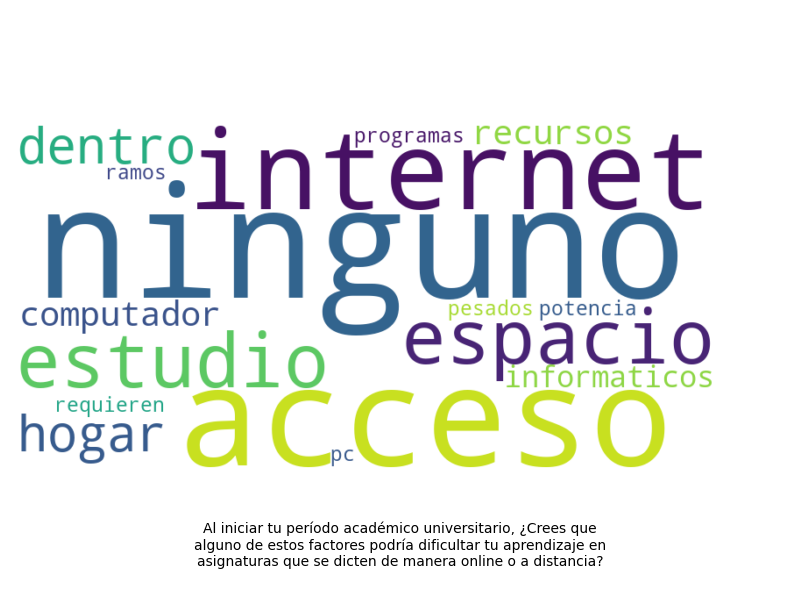 dentro
internet
programas
recursos
ramos
ninguno
computador
pesados
potencia
espacio
estudio
informaticos
requieren
acceso
hogar
pc
Al iniciar tu período académico universitario, ¿Crees que
alguno de estos factores podría dificultar tu aprendizaje en
asignaturas que se dicten de manera online o a distancia?